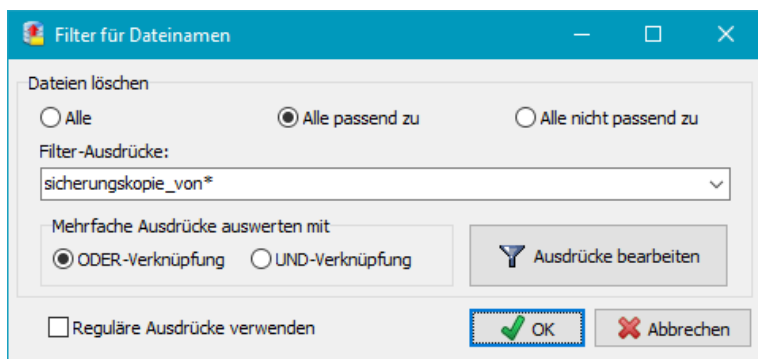 Filter für Dateinamen
Dateien löschen
Alle Alle passend zu Alle nicht passend zu
Filter-Ausdrücke:
sicherungskopie_von*
Mehrfache Ausdrücke auswerten mit
ODER-Verknüpfung UND-Verknüpfung Ausdrücke bearbeiten
Reguläre Ausdrücke verwenden OK Abbrechen